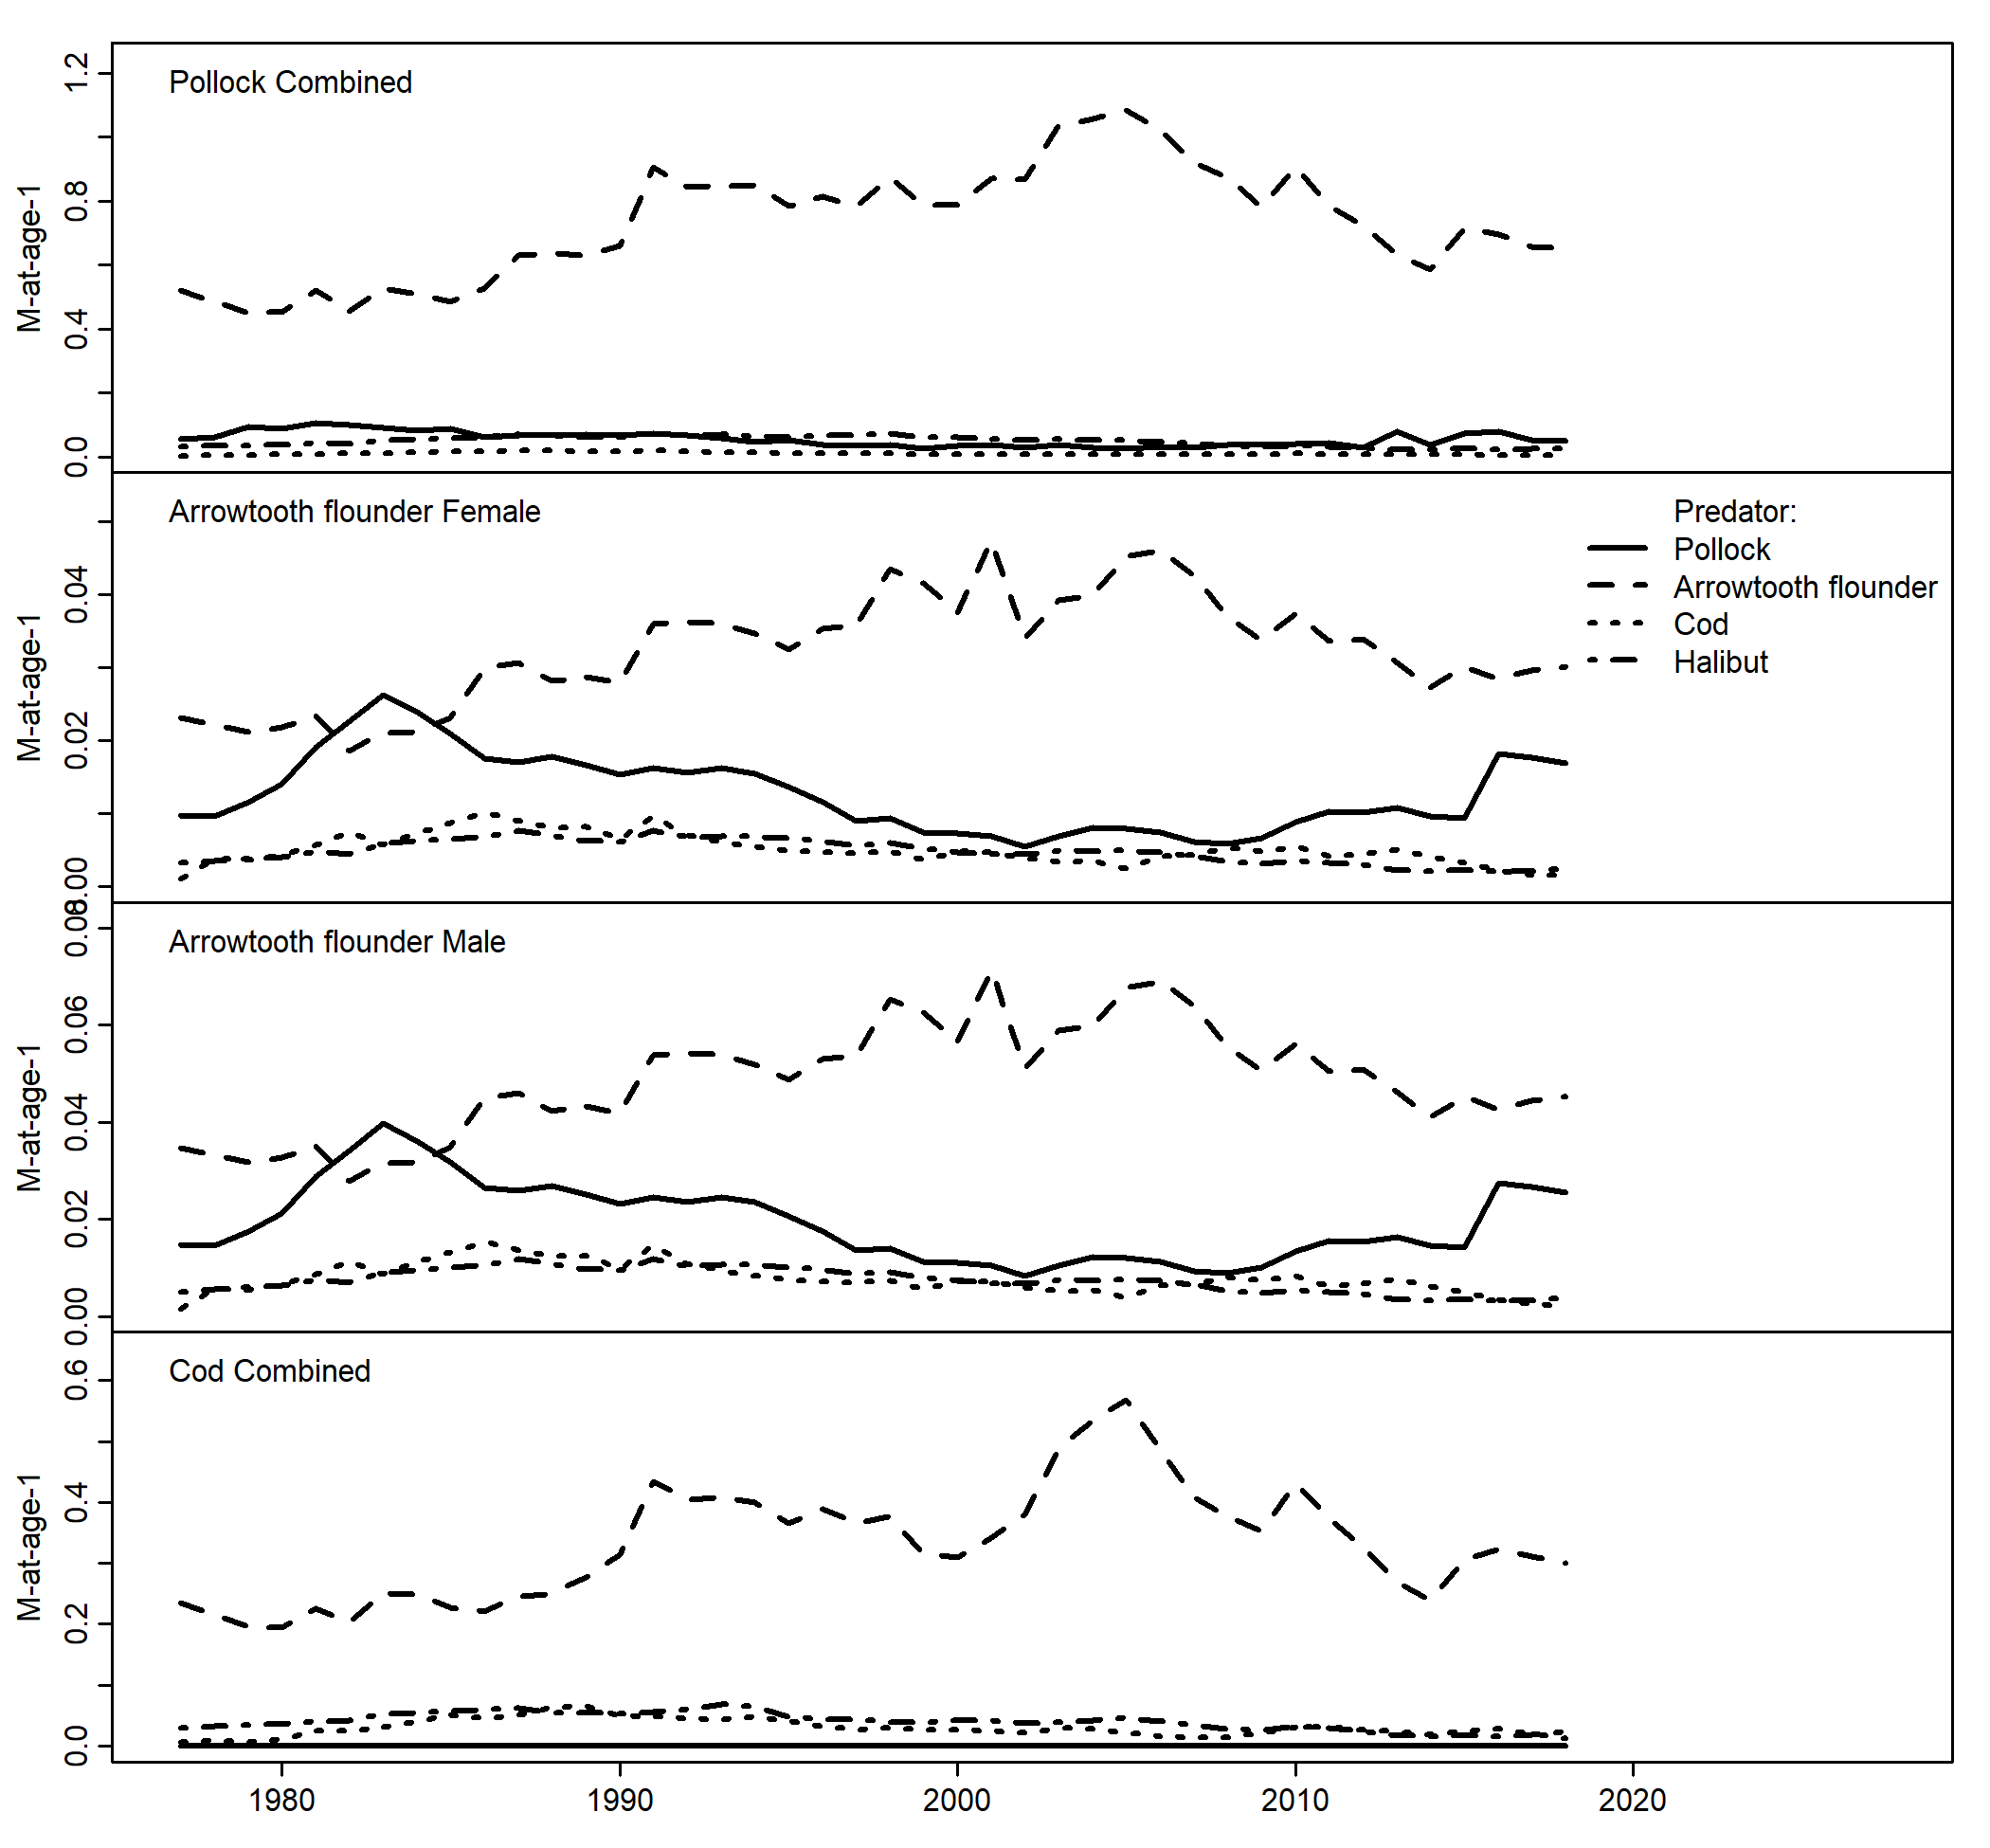 Pollock Combined
M-at-age-1
1.2
0.8
0.4
0.0
Arrowtooth flounder Female
M-at-age-1
0.04
0.02
0.00
Predator:
Pollock
Arrowtooth flounder
Cod
Halibut
Arrowtooth flounder Male
M-at-age-1
0.08
0.06
0.04
0.02
0.00
Cod Combined
M-at-age-1
0.6
0.4
0.2
0.0
1980 1990 2000 2010 2020